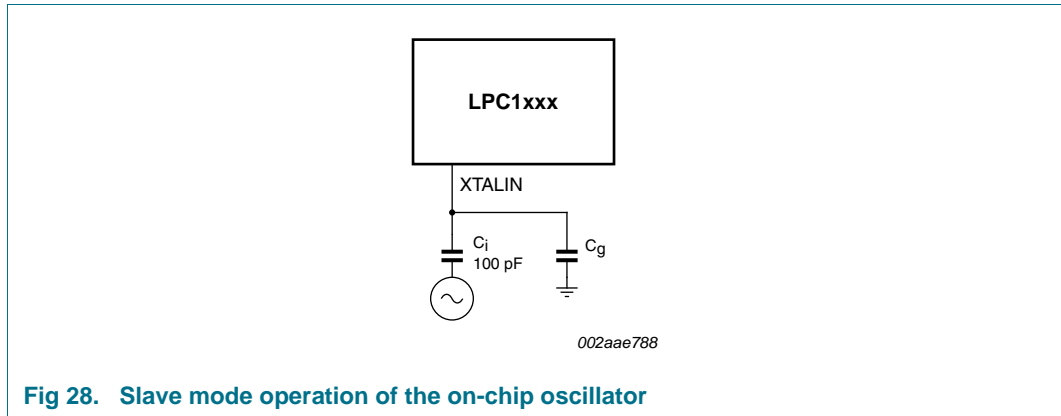 LPC1xxx
XTALIN
Ci
100 pF
Cg
002aae788
Fig 28. Slave mode operation of the on-chip oscillator